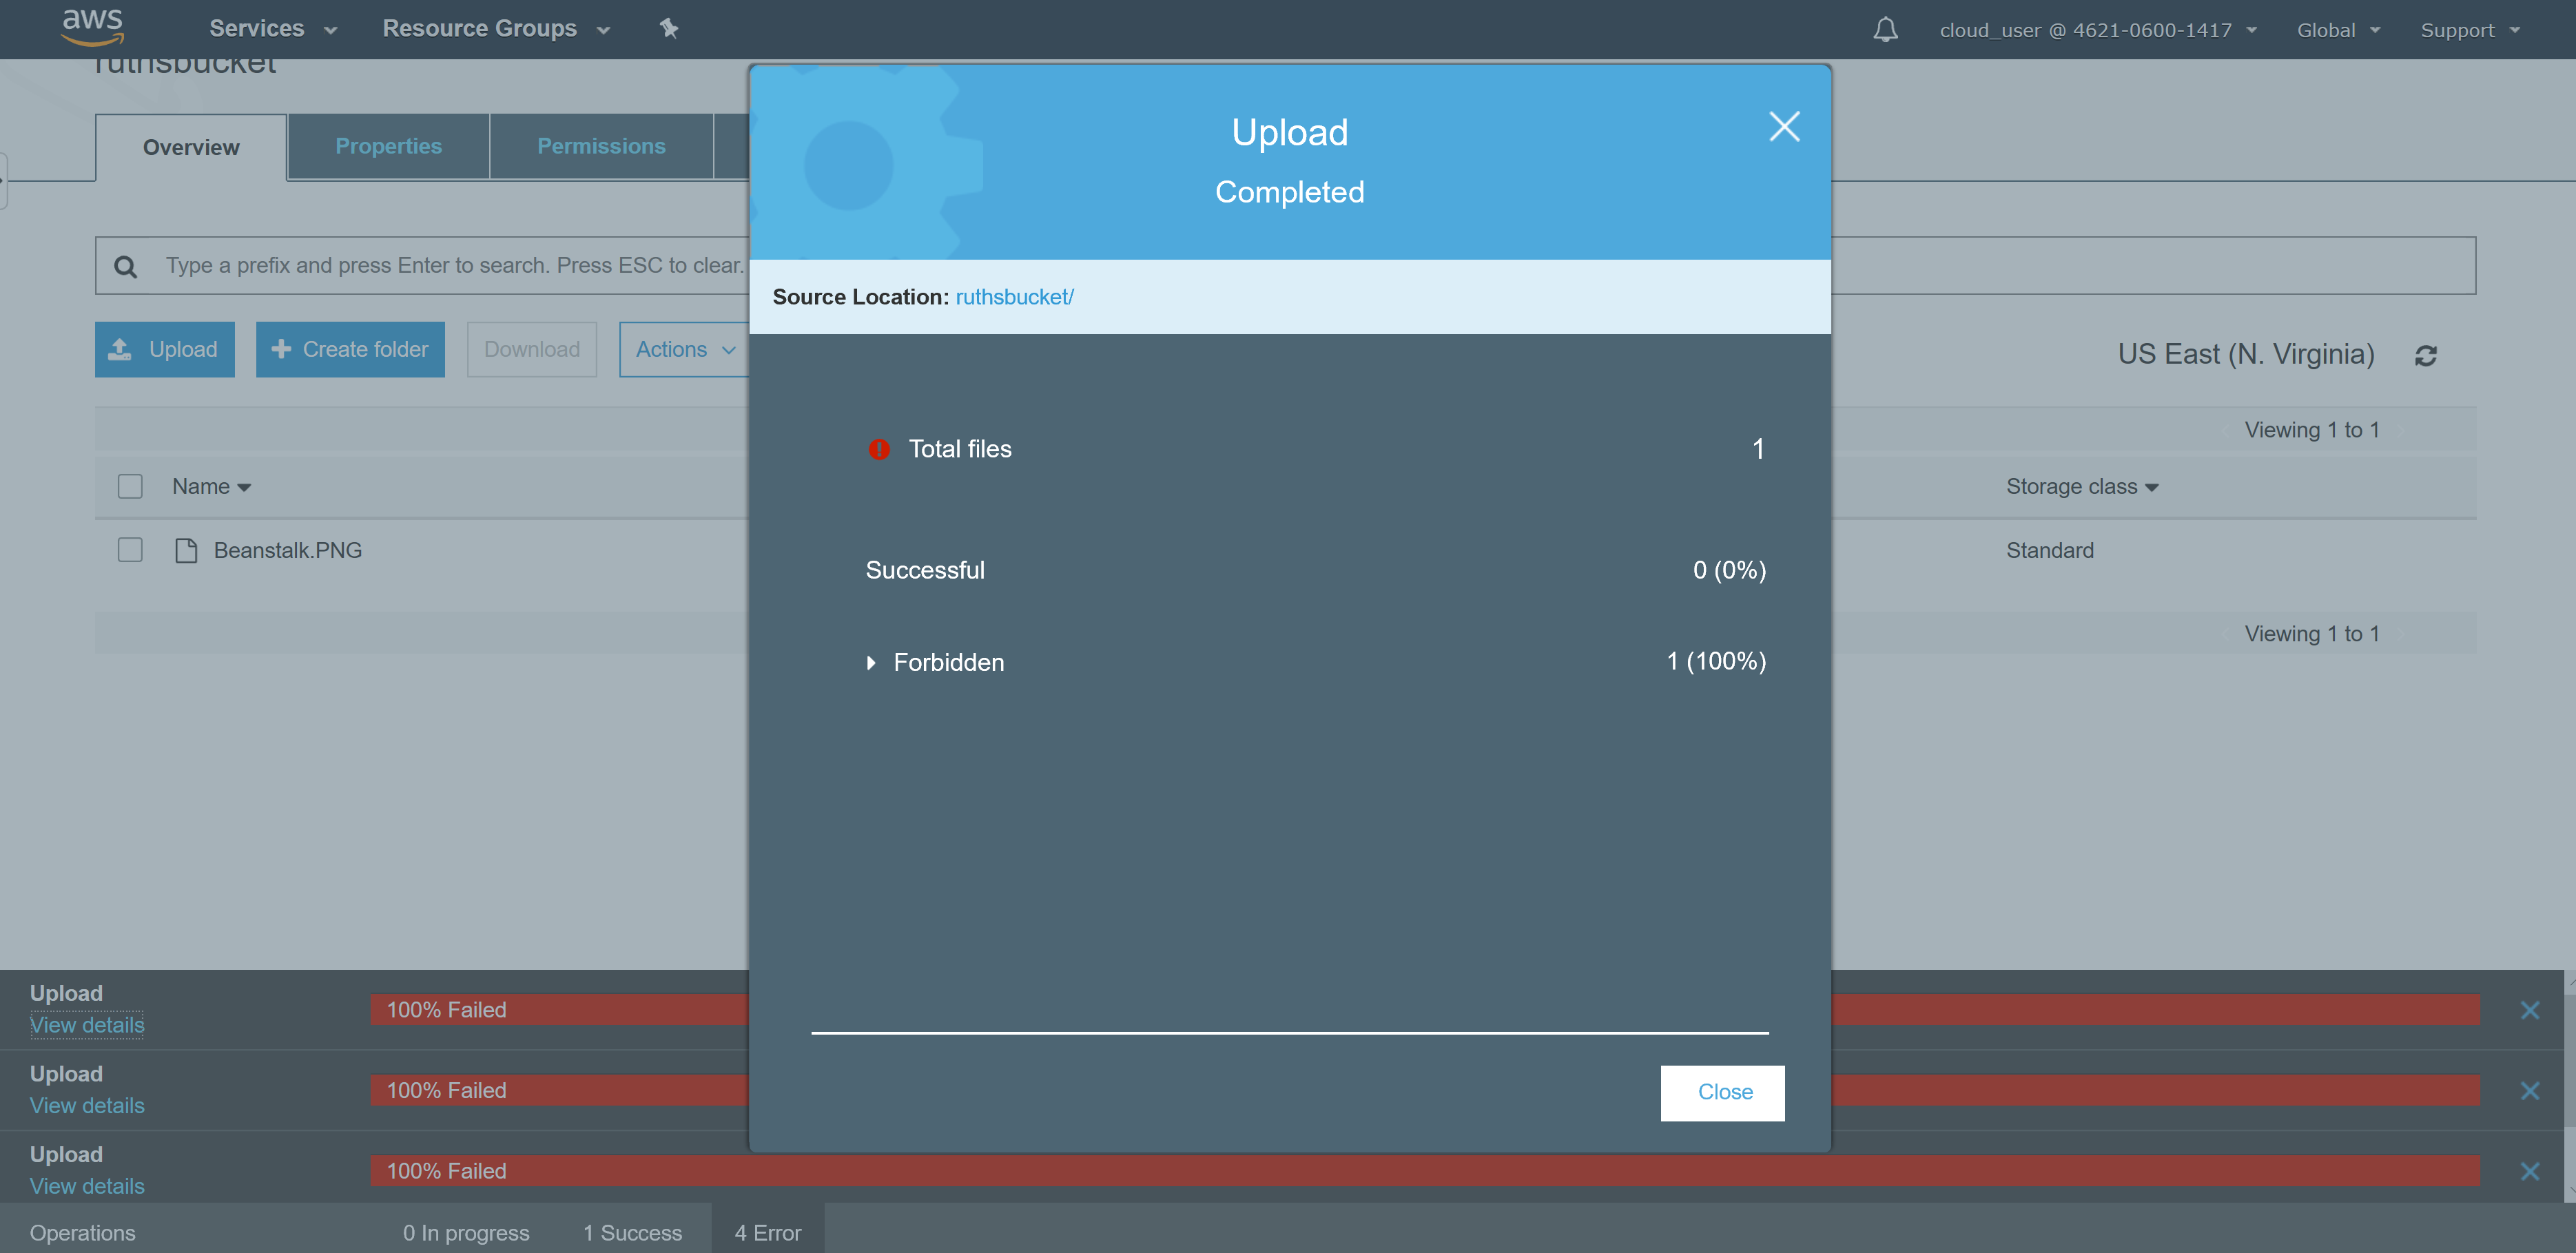 aws
Services
Resource Groups
cloud_user @ 4621-0600-1417
Global
Support
ruthsbucket
Overview
Properties
Permissions
Type a prefix and press Enter to search. Press ESC to clear.
Upload
Create folder
Download
Actions
US East (N. Virginia)
Viewing 1 to 1
Name
Storage class
Beanstalk.PNG
Standard
Viewing 1 to 1
Upload
Completed
Source Location: ruthsbucket/
Total files 1
Successful 0 (0%)
Forbidden 1 (100%)
Close
Upload
View details
100% Failed
Upload
View details
100% Failed
Upload
View details
100% Failed
Operations
0 In progress
1 Success
4 Error